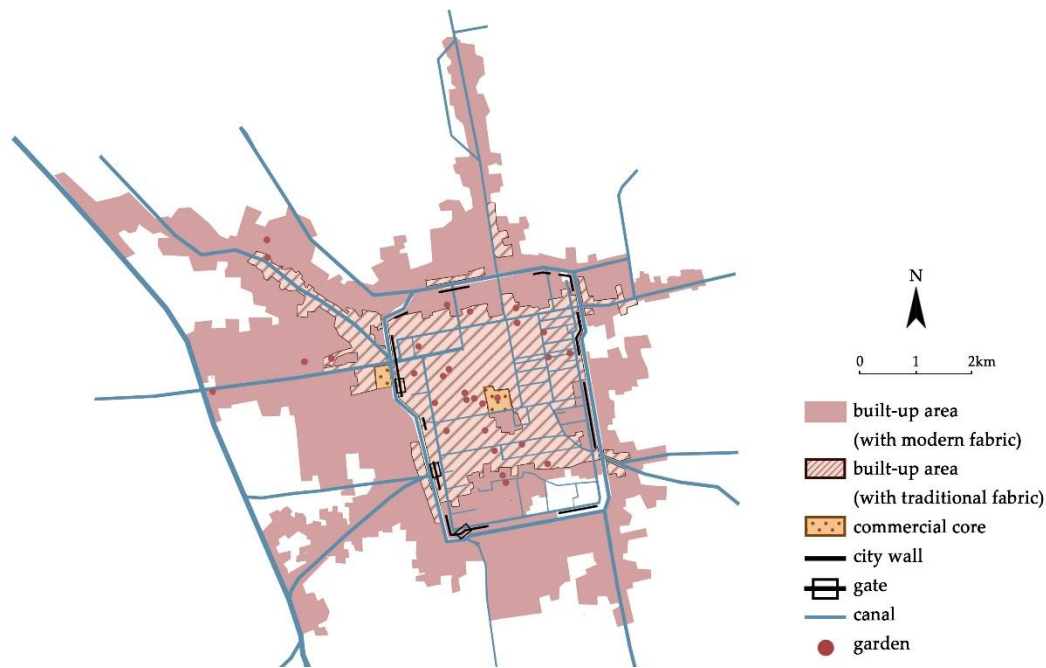 N
0 1 2km
built-up area
(with modern fabric)
built-up area
(with traditional fabric)
commercial core
city wall
gate
canal
garden